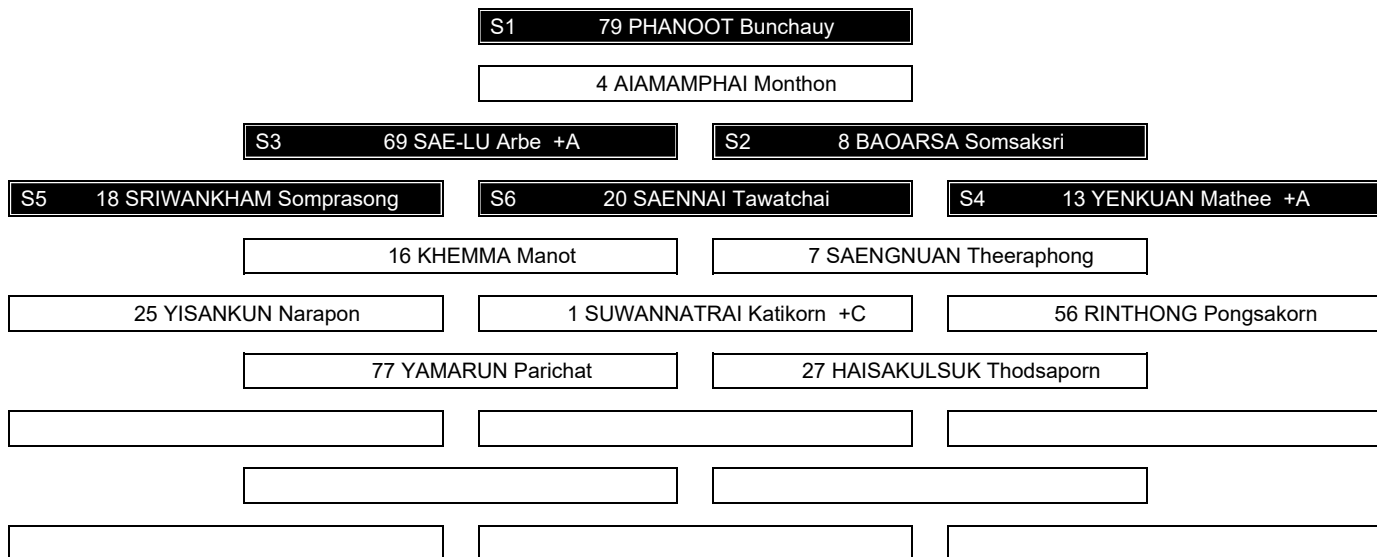 S1 79 PHANOOT Bunchauy
4 AIAMAMPHAI Monthon
S3 69 SAE-LU Arbe +A S2 8 BAOARSA Somsaksri
S5 18 SRIWANKHAM Somprasong S6 20 SAENNAI Tawatchai S4 13 YENKUAN Mathee +A
16 KHEMMA Manot 7 SAENGNUAN Theeraphong
25 YISANKUN Narapon 1 SUWANNATRAI Katikorn +C 56 RINTHONG Pongsakorn
77 YAMARUN Parichat 27 HAISAKULSUK Thodsaporn